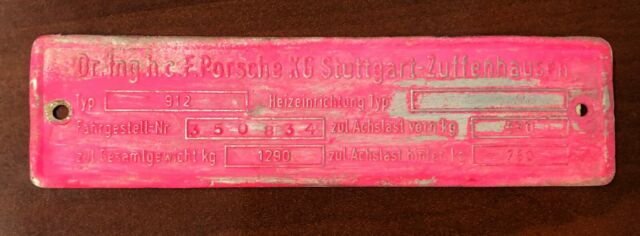 Dr. Ing. h.c. F. Porsche KG Stuttgart-Zuffenhausen
Typ 912 Heizeinrichtung Typ
Fahrgestell-Nr 350834 zul Achslast vorn kg
zul Gesamtgewicht kg 1290 zul Achslast hinten kg 760